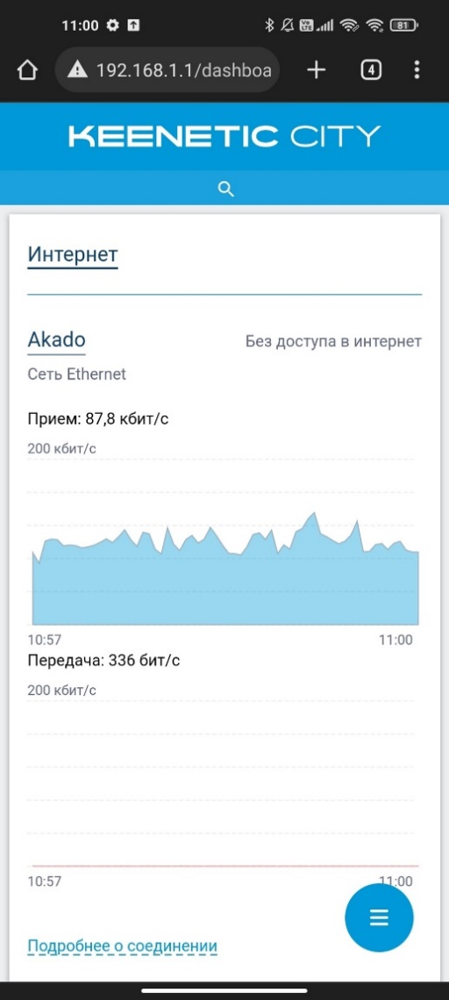 11:00
81
192.168.1.1/dashboa
4
KEENETIC CITY
Интернет
Akado
Без доступа в интернет
Сеть Ethernet
Прием: 87,8 кбит/с
200 кбит/с
10:57
11:00
Передача: 336 бит/с
200 кбит/с
10:57
11:00
Подробнее о соединении